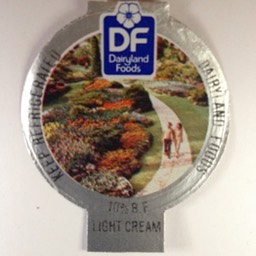 DF
Dairyland
Foods
KEEP REFRIGERATED
DAIRYLAND FOODS
10% B.F.
LIGHT CREAM